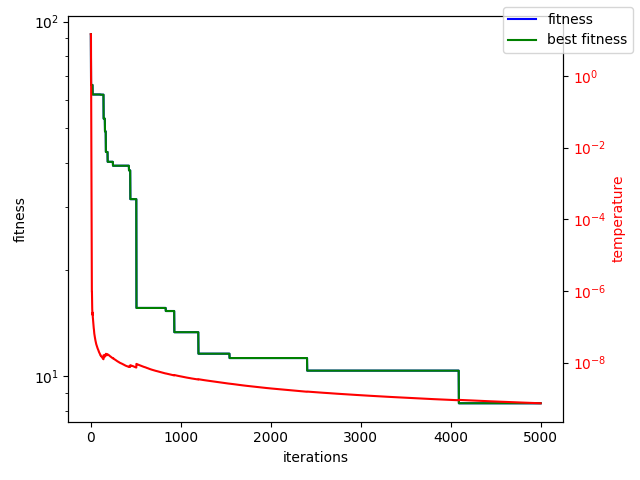 fitness
best fitness
10²
10¹
fitness
0
1000
2000
3000
4000
5000
iterations
10⁰
10⁻²
10⁻⁴
10⁻⁶
10⁻⁸
temperature